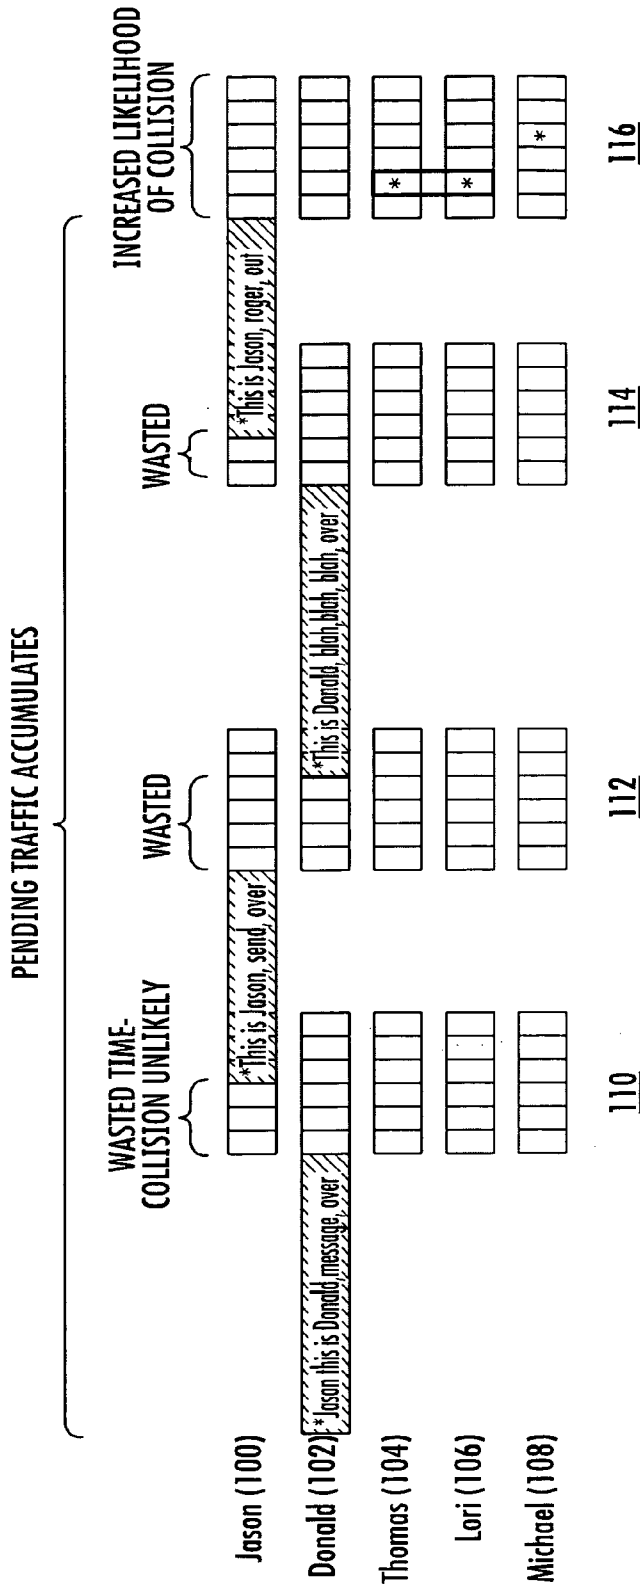 PENDING TRAFFIC ACCUMULATES
WASTED TIME-
COLLISION UNLIKELY
WASTED
WASTED
INCREASED LIKELIHOOD
OF COLLISION
Jason (100)
*This is Jason, send, over
*This is Jason, roger, out
Donald (102)
*Jason this is Donald,message, over
*This is Donald, blah,blah, blah, over
Thomas (104)
*
Lori (106)
*
Michael (108)
*
110
112
114
116